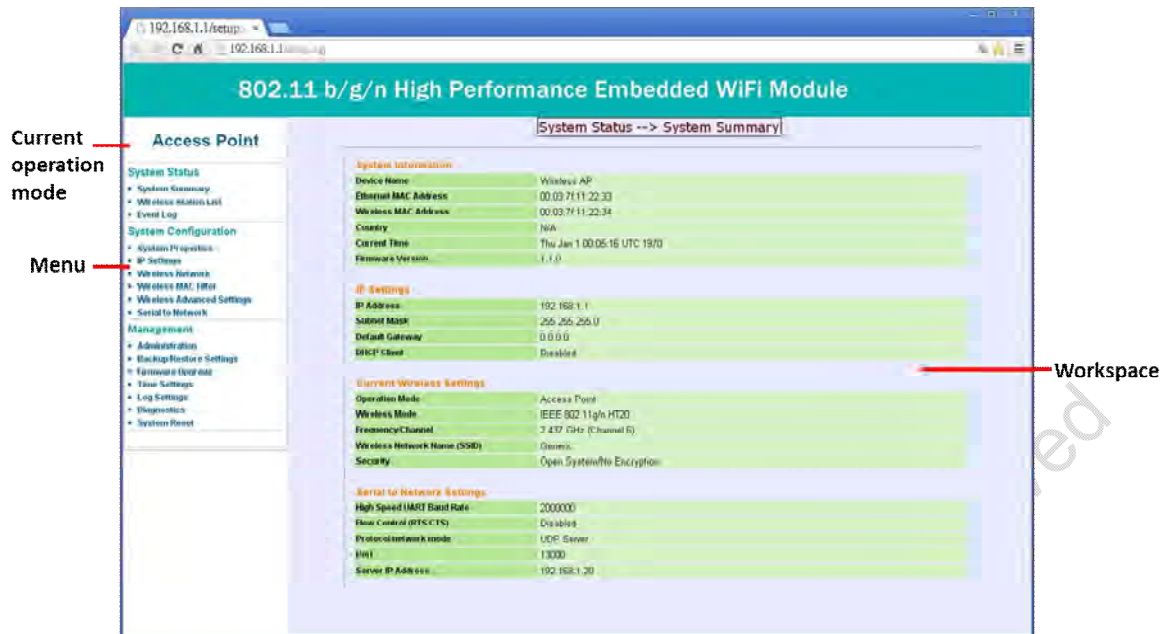 192.168.1.1/setup
192.168.1.1
802.11 b/g/n High Performance Embedded WiFi Module
Current operation mode
Access Point
System Status --> System Summary
System Status
System Summary
Wireless Station List
Event Log
System Configuration
System Properties
IP Settings
Menu
Wireless Network
Wireless MAC Filter
Wireless Advanced Settings
Serial to Network
Management
Administration
Backup/Restore Settings
Firmware Upgrade
Time Settings
Log Settings
Diagnostics
System Reset
System Information
Device Name Wireless AP
Ethernet MAC Address 00:03:7f:11:22:33
Wireless MAC Address 00:03:7f:11:22:34
Country N/A
Current Time Thu Jan 1 00:05:16 UTC 1970
Firmware Version 1.1.0
IP Settings
IP Address 192.168.1.1
Subnet Mask 255.255.255.0
Default Gateway 0.0.0.0
DHCP Client Disabled
Workspace
Current Wireless Settings
Operation Mode Access Point
Wireless Mode IEEE 802.11g/n HT20
Frequency/Channel 2.437 GHz (Channel 6)
Wireless Network Name (SSID)
Security Open System/No Encryption
Serial to Network Settings
High Speed UART Baud Rate 2000000
Flow Control (RTS CTS) Disabled
Protocol/network mode UDP Server
Port 13000
Server IP Address 192.168.1.20